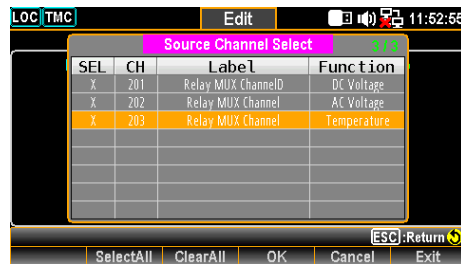 LOC TMC Edit 11:52:55
Source Channel Select 3/3
SEL CH Label Function
X 201 Relay MUX ChannelD DC Voltage
X 202 Relay MUX Channel AC Voltage
X 203 Relay MUX Channel Temperature
ESC :Return
SelectAll ClearAll OK Cancel Exit